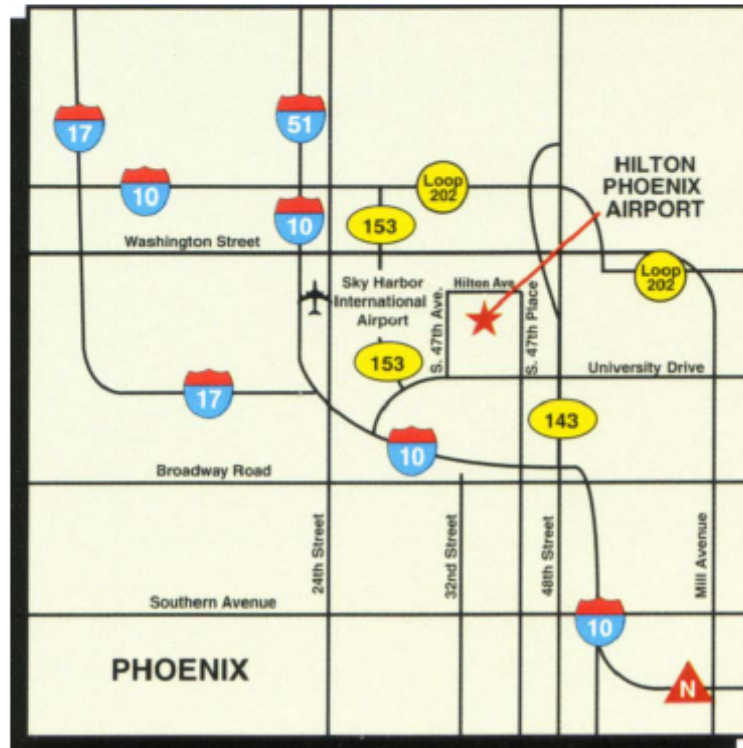 51
17
Loop
202
HILTON
PHOENIX
AIRPORT
10
10
153
Washington Street
Loop
202
Sky Harbor
International
Airport
Hilton Ave.
S. 47th Ave.
S. 47th Place
153
University Drive
17
143
10
Broadway Road
24th Street
32nd Street
48th Street
Mill Avenue
Southern Avenue
10
PHOENIX
N